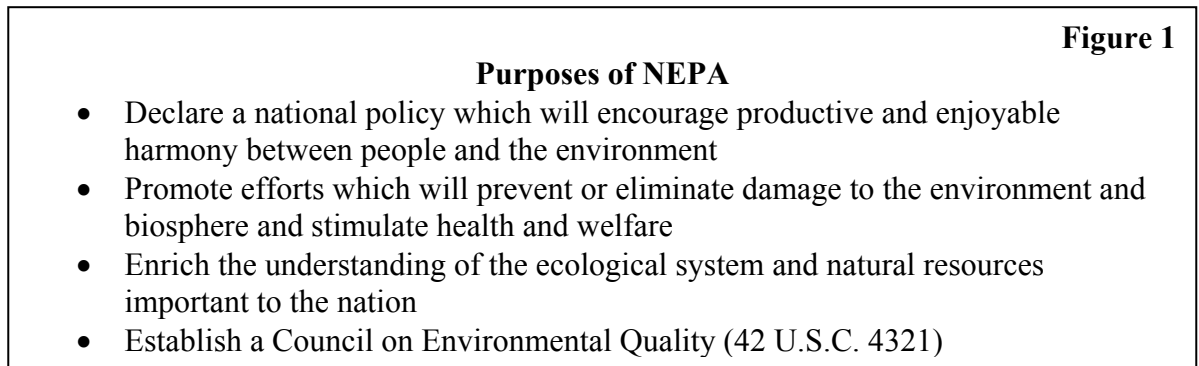 Figure 1
Purposes of NEPA
• Declare a national policy which will encourage productive and enjoyable
harmony between people and the environment
• Promote efforts which will prevent or eliminate damage to the environment and
biosphere and stimulate health and welfare
• Enrich the understanding of the ecological system and natural resources
important to the nation
• Establish a Council on Environmental Quality (42 U.S.C. 4321)